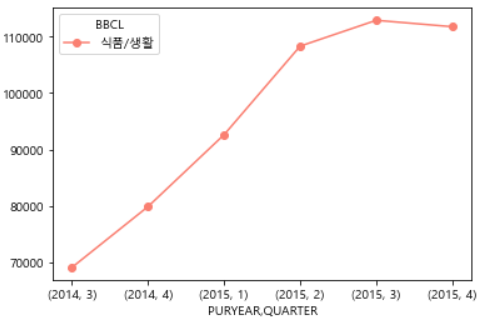 BBCL
식품/생활
110000
100000
90000
80000
70000
(2014, 3) (2014, 4) (2015, 1) (2015, 2) (2015, 3) (2015, 4)
PURYEAR,QUARTER